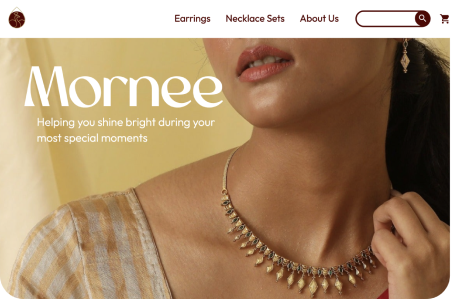 Earrings Necklace Sets About Us
Mornee
Helping you shine bright during your
most special moments